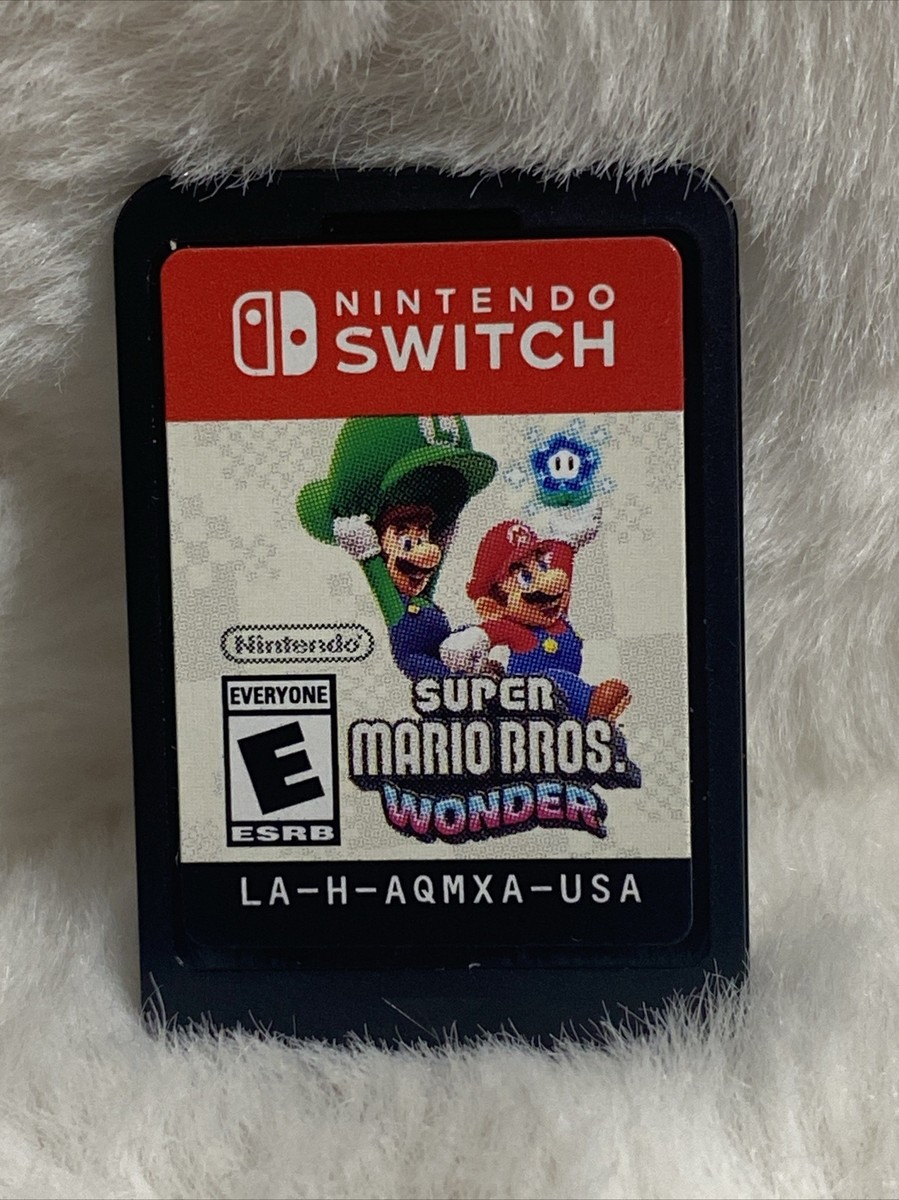 NINTENDO
SWITCH
L
M
Nintendo
EVERYONE
E
ESRB
SUPER
MARIO BROS.
WONDER
LA-H-AQMXA-USA